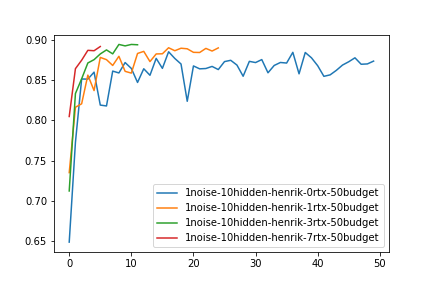 0.90
0.85
0.80
0.75
0.70
0.65
1noise-10hidden-henrik-0rtx-50budget
1noise-10hidden-henrik-1rtx-50budget
1noise-10hidden-henrik-3rtx-50budget
1noise-10hidden-henrik-7rtx-50budget
0 10 20 30 40 50